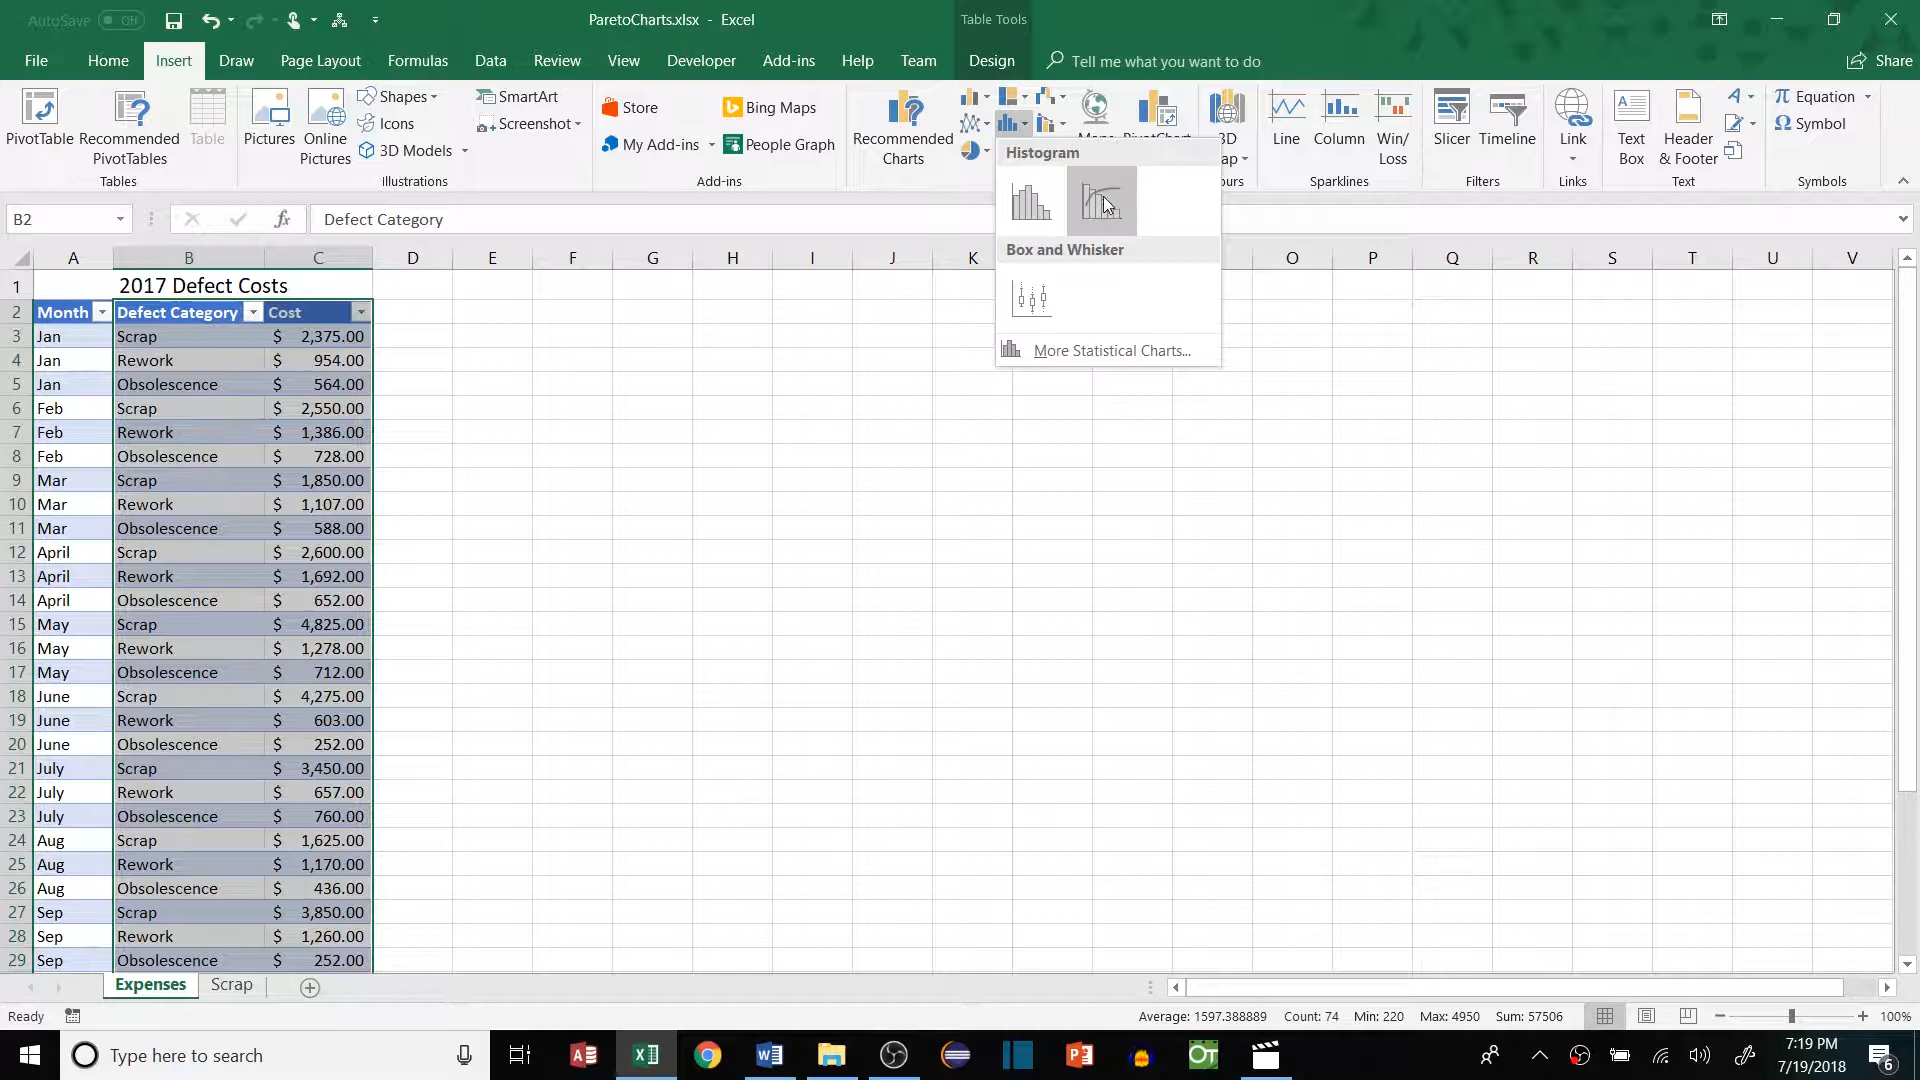 AutoSave Off
ParetoCharts.xlsx - Excel
Table Tools
File Home Insert Draw Page Layout Formulas Data Review View Developer Add-ins Help Team Design Tell me what you want to do Share
PivotTable
Recommended PivotTables
Table
Tables
Pictures
Online Pictures
Shapes
Icons
3D Models
SmartArt
Screenshot
Illustrations
Store
My Add-ins
Bing Maps
People Graph
Add-ins
Recommended Charts
Line
Column
Win/Loss
Sparklines
Slicer
Timeline
Filters
Link
Links
Text Box
Header & Footer
Text
Equation
Symbol
Symbols
Histogram
Box and Whisker
More Statistical Charts...
B2 fx Defect Category
A B C D E F G H I J K O P Q R S T U V
1 2017 Defect Costs
2 Month Defect Category Cost
3 Jan Scrap $ 2,375.00
4 Jan Rework $ 954.00
5 Jan Obsolescence $ 564.00
6 Feb Scrap $ 2,550.00
7 Feb Rework $ 1,386.00
8 Feb Obsolescence $ 728.00
9 Mar Scrap $ 1,850.00
10 Mar Rework $ 1,107.00
11 Mar Obsolescence $ 588.00
12 April Scrap $ 2,600.00
13 April Rework $ 1,692.00
14 April Obsolescence $ 652.00
15 May Scrap $ 4,825.00
16 May Rework $ 1,278.00
17 May Obsolescence $ 712.00
18 June Scrap $ 4,275.00
19 June Rework $ 603.00
20 June Obsolescence $ 252.00
21 July Scrap $ 3,450.00
22 July Rework $ 657.00
23 July Obsolescence $ 760.00
24 Aug Scrap $ 1,625.00
25 Aug Rework $ 1,170.00
26 Aug Obsolescence $ 436.00
27 Sep Scrap $ 3,850.00
28 Sep Rework $ 1,260.00
29 Sep Obsolescence $ 252.00
Expenses Scrap
Ready Average: 1597.388889 Count: 74 Min: 220 Max: 4950 Sum: 57506 100%
Type here to search
7:19 PM
7/19/2018
6